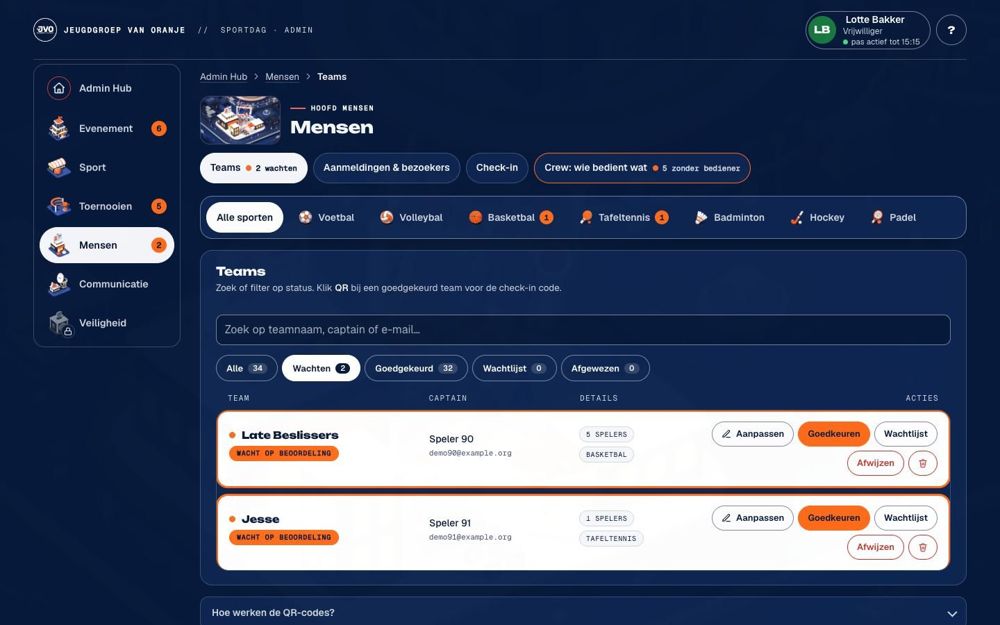 JVO JEUGDGROEP VAN ORANJE // SPORTDAG · ADMIN
LB
Lotte Bakker
Vrijwilliger
pas actief tot 15:15
?
Admin Hub
Evenement 6
Sport
Toernooien 5
Mensen 2
Communicatie
Veiligheid
Admin Hub > Mensen > Teams
HOOFD MENSEN
Mensen
Teams 2 wachten
Aanmeldingen & bezoekers
Check-in
Crew: wie bedient wat 5 zonder bediener
Alle sporten
Voetbal
Volleybal
Basketbal 1
Tafeltennis 1
Badminton
Hockey
Padel
Teams
Zoek of filter op status. Klik QR bij een goedgekeurd team voor de check-in code.
Zoek op teamnaam, captain of e-mail...
Alle 34
Wachten 2
Goedgekeurd 32
Wachtlijst 0
Afgewezen 0
TEAM CAPTAIN DETAILS ACTIES
Late Beslissers
WACHT OP BEOORDELING
Speler 90
demo90@example.org
5 SPELERS
BASKETBAL
Aanpassen
Goedkeuren
Wachtlijst
Afwijzen
Jesse
WACHT OP BEOORDELING
Speler 91
demo91@example.org
1 SPELERS
TAFELTENNIS
Aanpassen
Goedkeuren
Wachtlijst
Afwijzen
Hoe werken de QR-codes?